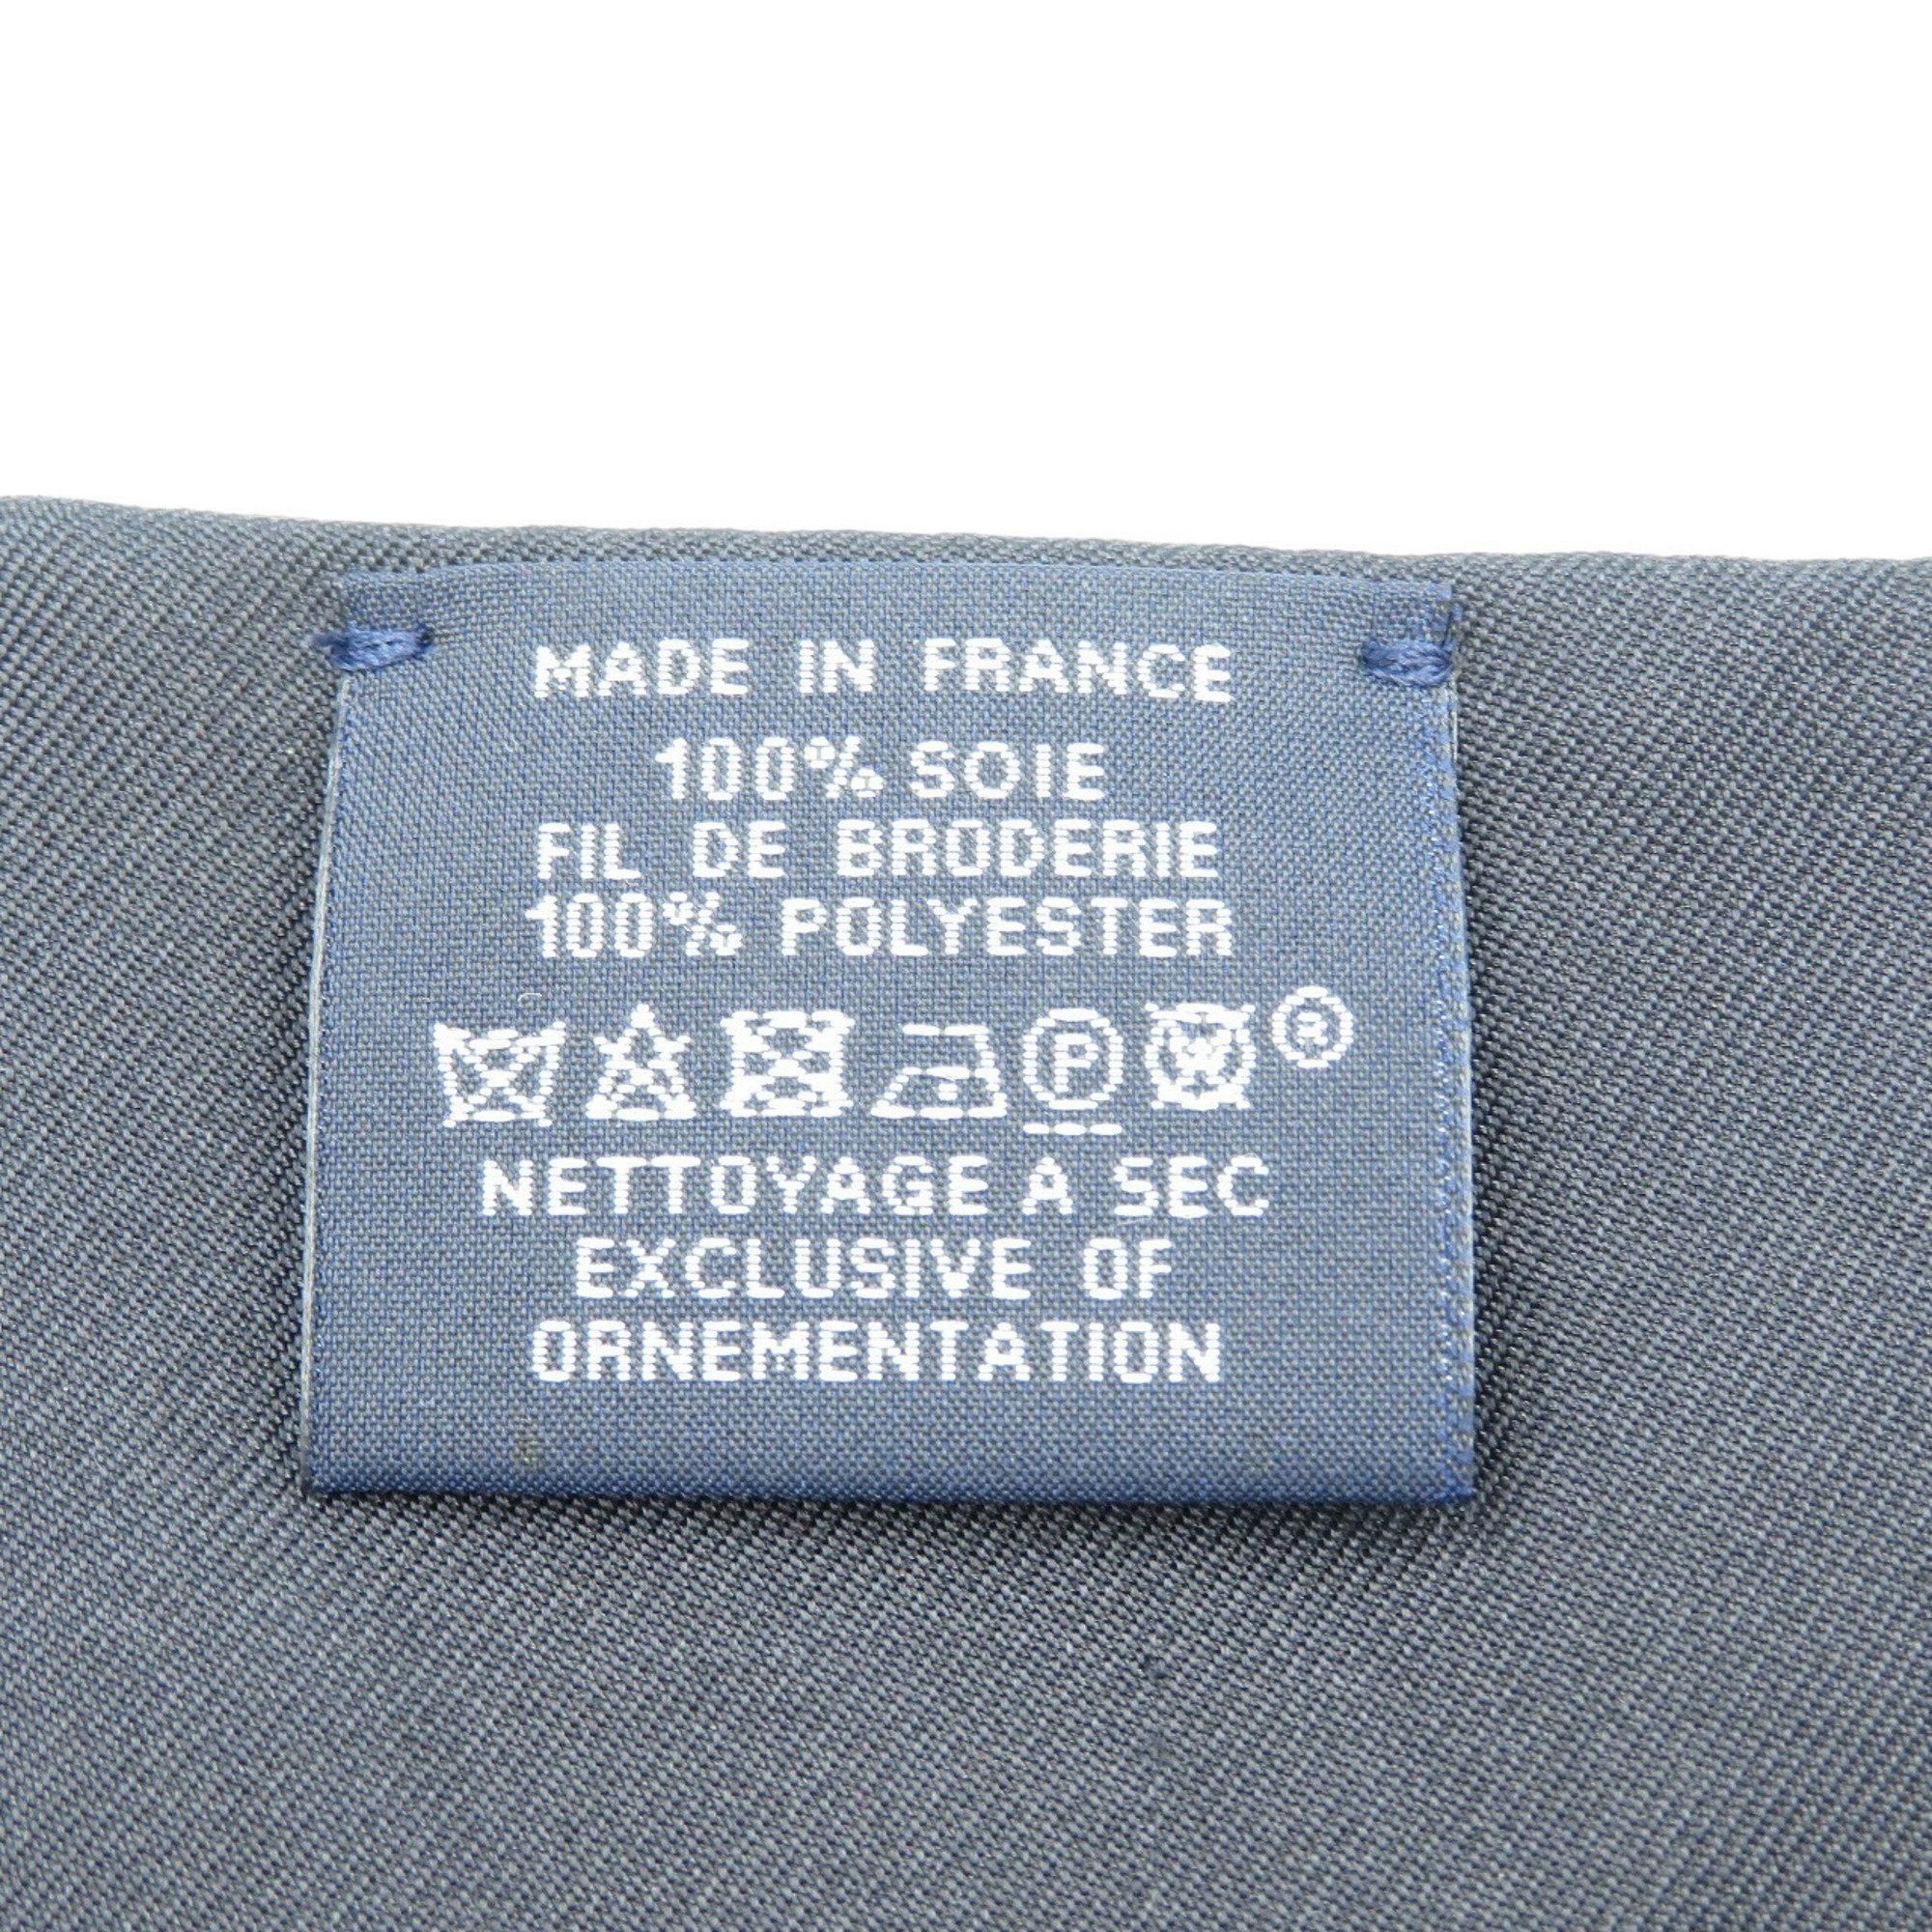 MADE IN FRANCE
100% SOIE
FIL DE BRODERIE
100% POLYESTER
P W ®
NETTOYAGE A SEC
EXCLUSIVE OF
ORNEMENTATION